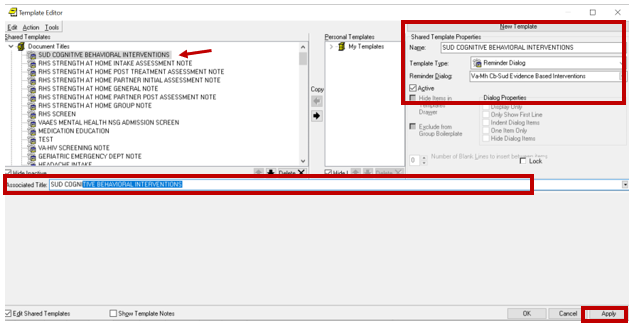 Template Editor
Edit Action Tools
New Template
Shared Templates
Document Titles
SUD COGNITIVE BEHAVIORAL INTERVENTIONS
RHS STRENGTH AT HOME INTAKE ASSESSMENT NOTE
RHS STRENGTH AT HOME POST TREATMENT ASSESSMENT NOTE
RHS STRENGTH AT HOME PARTNER INITIAL ASSESSMENT NOTE
RHS STRENGTH AT HOME GENERAL NOTE
RHS STRENGTH AT HOME PARTNER POST ASSESSMENT NOTE
RHS STRENGTH AT HOME GROUP NOTE
RHS SCREEN
VAAES MENTAL HEALTH NSG ADMISSION SCREEN
MEDICATION EDUCATION
TEST
VA-HIV SCREENING NOTE
GERIATRIC EMERGENCY DEPT NOTE
HEADACHE INTAKE
Copy
Personal Templates
My Templates
Shared Template Properties
Name: SUD COGNITIVE BEHAVIORAL INTERVENTIONS
Template Type: Reminder Dialog
Reminder Dialog: Va-Mh Cb-Sud Evidence Based Interventions
Active
Hide Items in Templates Drawer
Exclude from Group Boilerplate
Dialog Properties
Display Only
Only Show First Line
Indent Dialog Items
One Item Only
Hide Dialog Items
0 Number of Blank Lines to insert between items
Lock
Hide Inactive
Delete
Hide I
Delete
Associated Title: SUD COGNITIVE BEHAVIORAL INTERVENTIONS
Edit Shared Templates
Show Template Notes
OK
Cancel
Apply